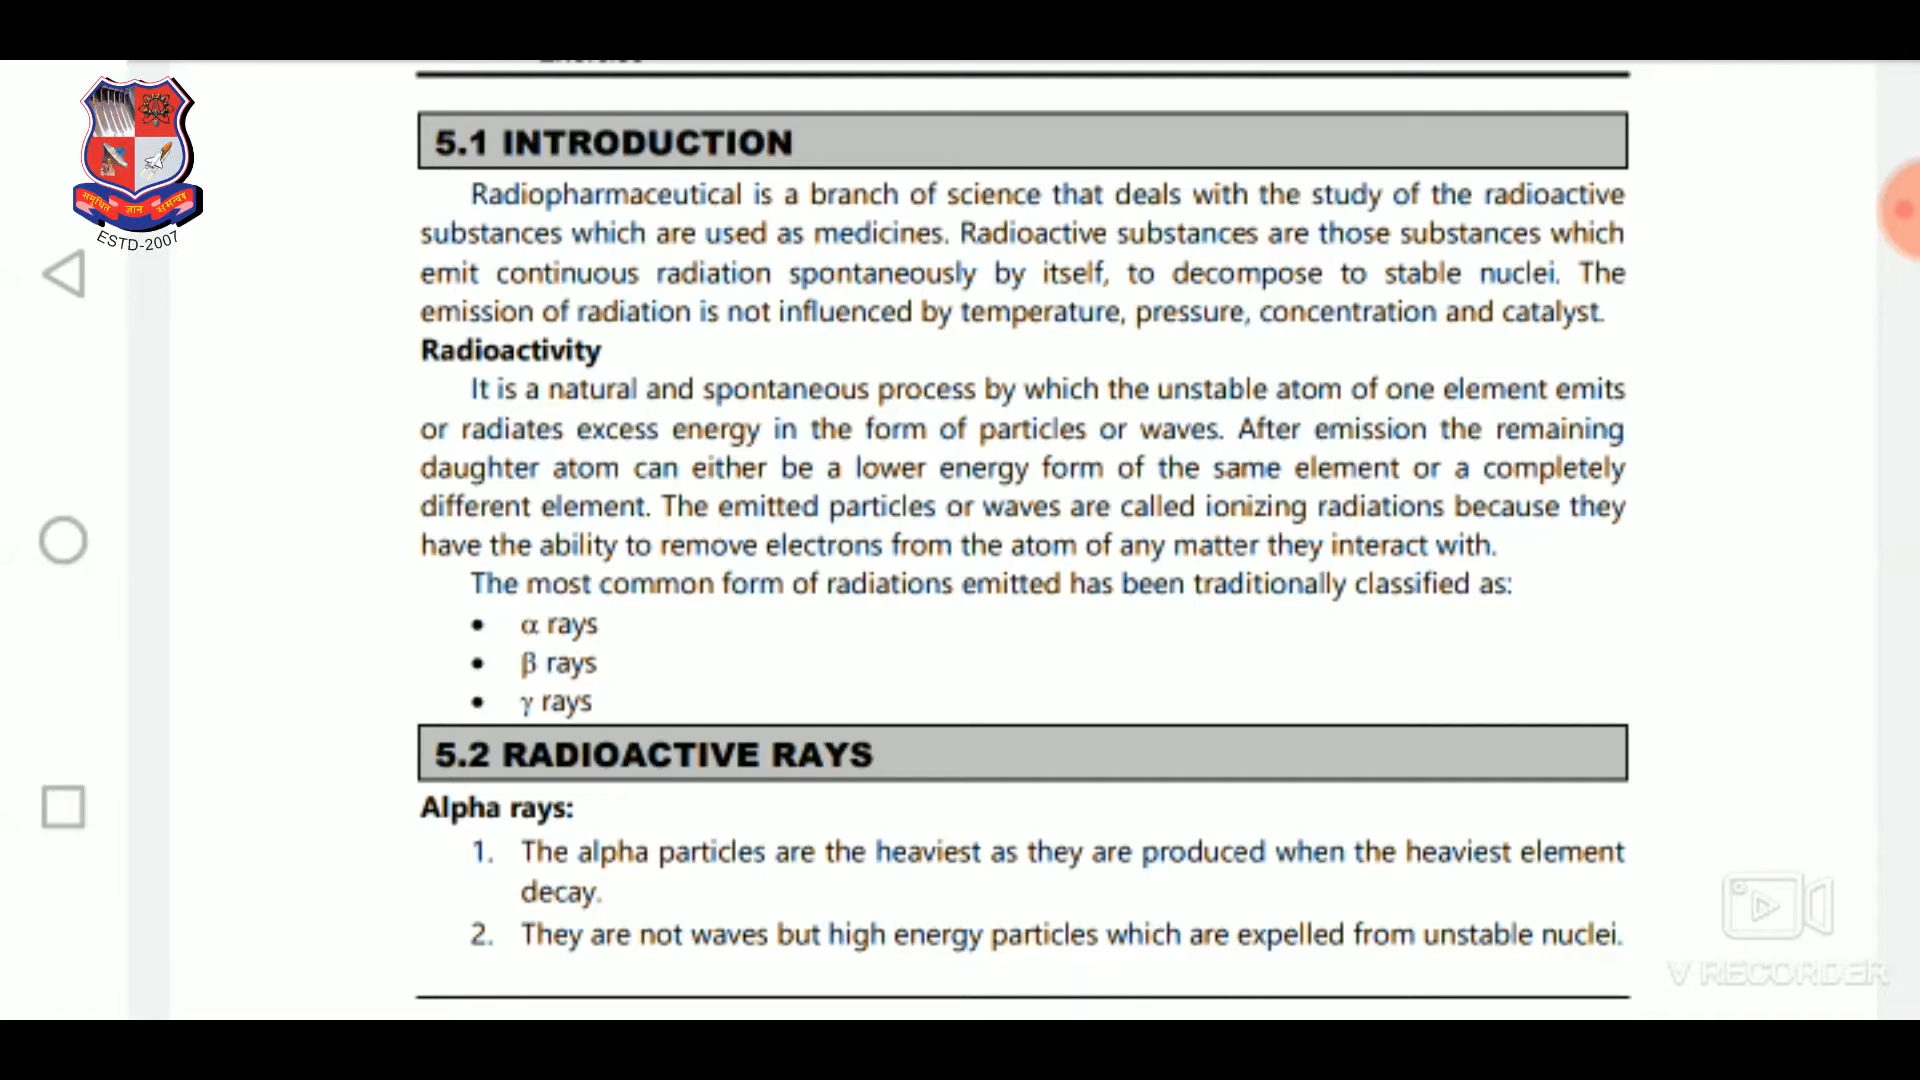 समुचित ज्ञान समन्वय
ESTD-2007
5.1 INTRODUCTION
Radiopharmaceutical is a branch of science that deals with the study of the radioactive
substances which are used as medicines. Radioactive substances are those substances which
emit continuous radiation spontaneously by itself, to decompose to stable nuclei. The
emission of radiation is not influenced by temperature, pressure, concentration and catalyst.
Radioactivity
It is a natural and spontaneous process by which the unstable atom of one element emits
or radiates excess energy in the form of particles or waves. After emission the remaining
daughter atom can either be a lower energy form of the same element or a completely
different element. The emitted particles or waves are called ionizing radiations because they
have the ability to remove electrons from the atom of any matter they interact with.
The most common form of radiations emitted has been traditionally classified as:
• α rays
• β rays
• γ rays
5.2 RADIOACTIVE RAYS
Alpha rays:
1. The alpha particles are the heaviest as they are produced when the heaviest element
decay.
2. They are not waves but high energy particles which are expelled from unstable nuclei.
V RECORDER